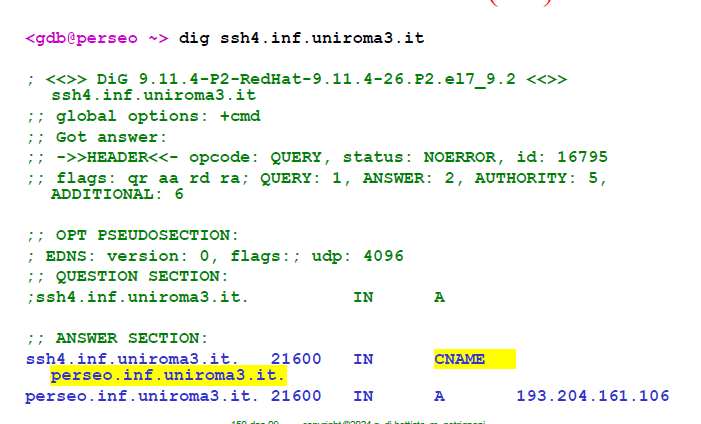 <gdb@perseo ~> dig ssh4.inf.uniroma3.it
; <<>> DiG 9.11.4-P2-RedHat-9.11.4-26.P2.el7_9.2 <<>>
ssh4.inf.uniroma3.it
;; global options: +cmd
;; Got answer:
;; ->>HEADER<<- opcode: QUERY, status: NOERROR, id: 16795
;; flags: qr aa rd ra; QUERY: 1, ANSWER: 2, AUTHORITY: 5,
ADDITIONAL: 6
;; OPT PSEUDOSECTION:
; EDNS: version: 0, flags:; udp: 4096
;; QUESTION SECTION:
;ssh4.inf.uniroma3.it. IN A
;; ANSWER SECTION:
ssh4.inf.uniroma3.it. 21600 IN CNAME
perseo.inf.uniroma3.it.
perseo.inf.uniroma3.it. 21600 IN A 193.204.161.106